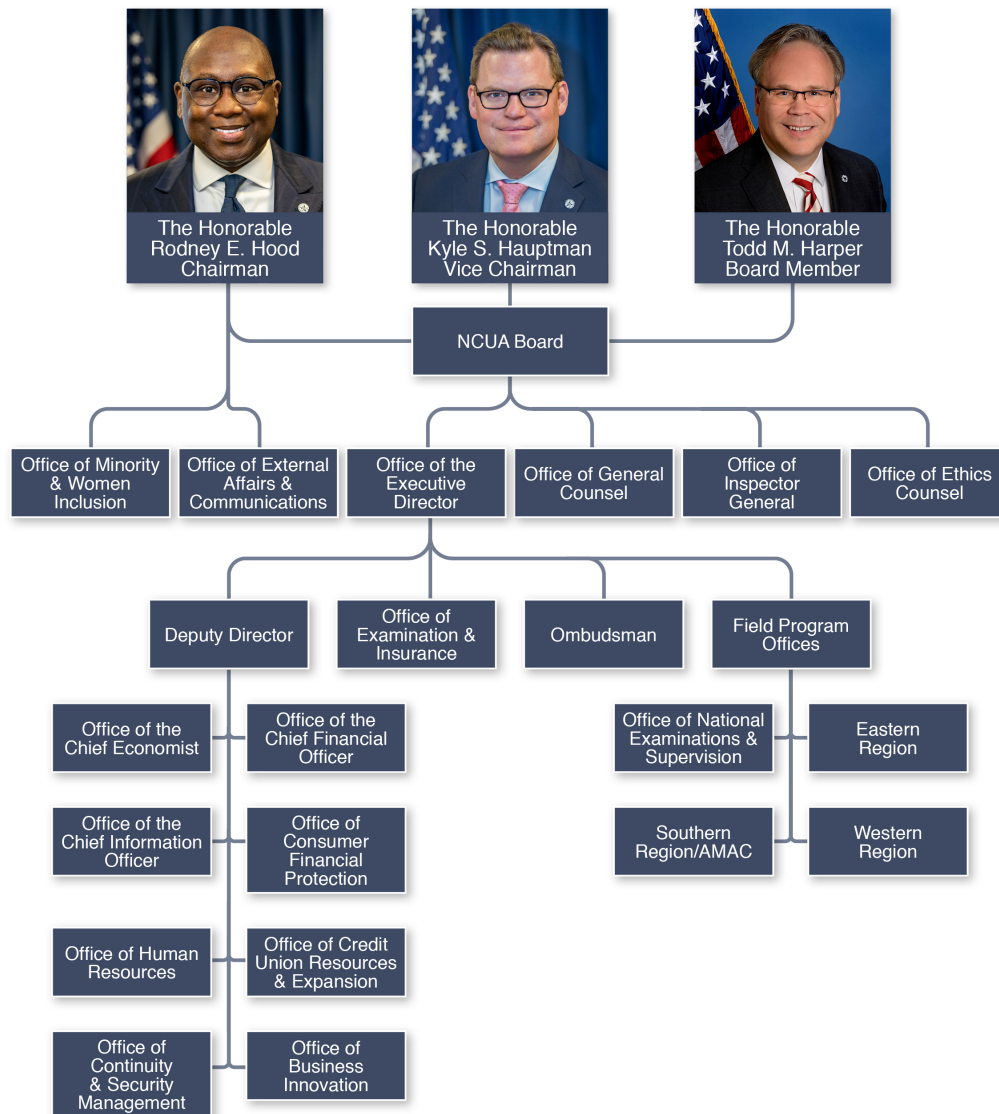 The Honorable
Rodney E. Hood
Chairman
The Honorable
Kyle S. Hauptman
Vice Chairman
The Honorable
Todd M. Harper
Board Member
NCUA Board
Office of Minority
& Women
Inclusion
Office of External
Affairs &
Communications
Office of the
Executive
Director
Office of General
Counsel
Office of
Inspector
General
Office of Ethics
Counsel
Deputy Director
Office of
Examination &
Insurance
Ombudsman
Field Program
Offices
Office of the
Chief Economist
Office of the
Chief Financial
Officer
Office of National
Examinations &
Supervision
Eastern
Region
Office of the
Chief Information
Officer
Office of
Consumer
Financial
Protection
Southern
Region/AMAC
Western
Region
Office of Human
Resources
Office of Credit
Union Resources
& Expansion
Office of
Continuity
& Security
Management
Office of
Business
Innovation